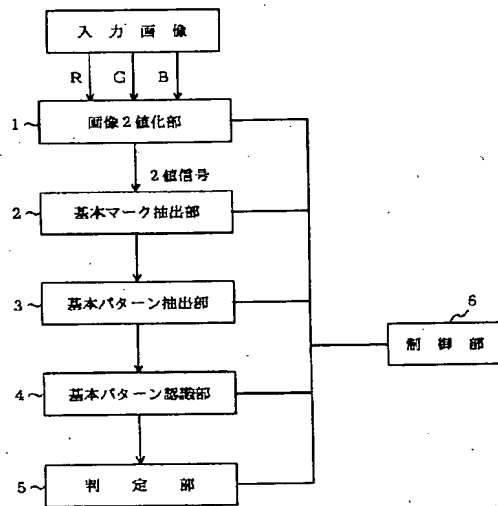 入力画像
R G B
1 画像2値化部
2値信号
2 基本マーク抽出部
3 基本パターン抽出部
6
制御部
4 基本パターン認識部
5 判定部